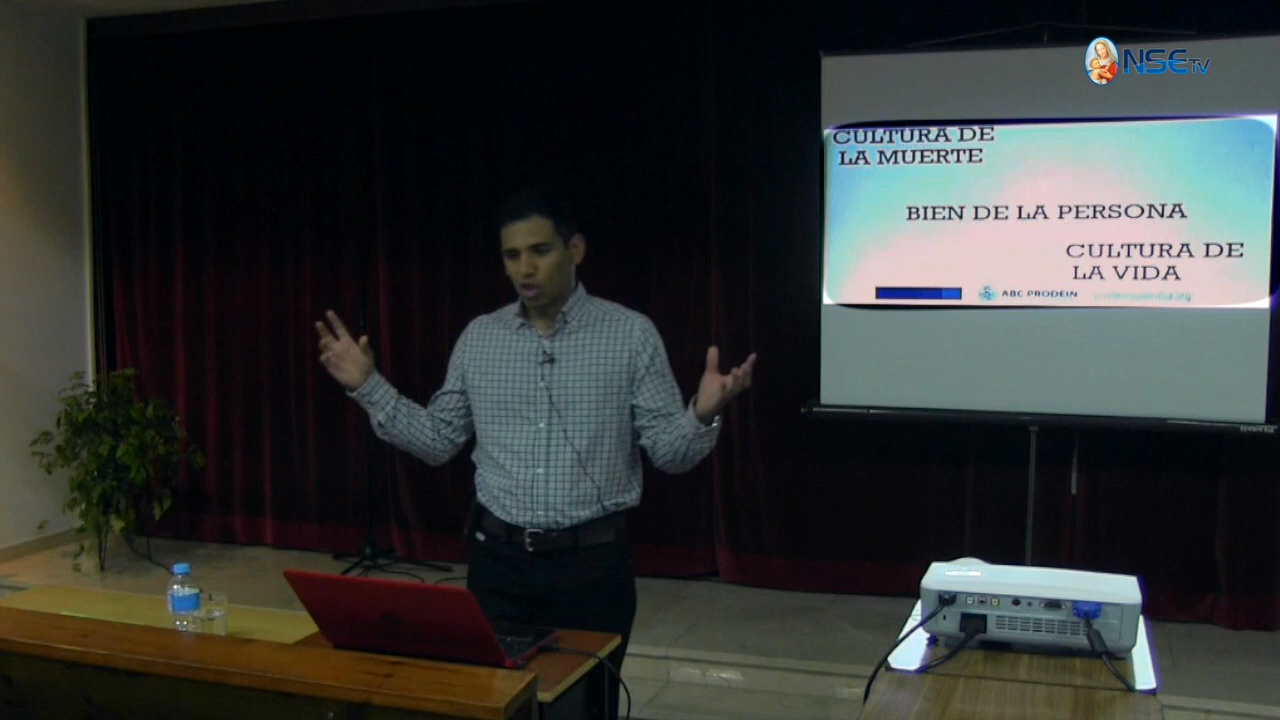 NSETV
CULTURA DE
LA MUERTE
BIEN DE LA PERSONA
CULTURA DE
LA VIDA
ABC PRODEIN